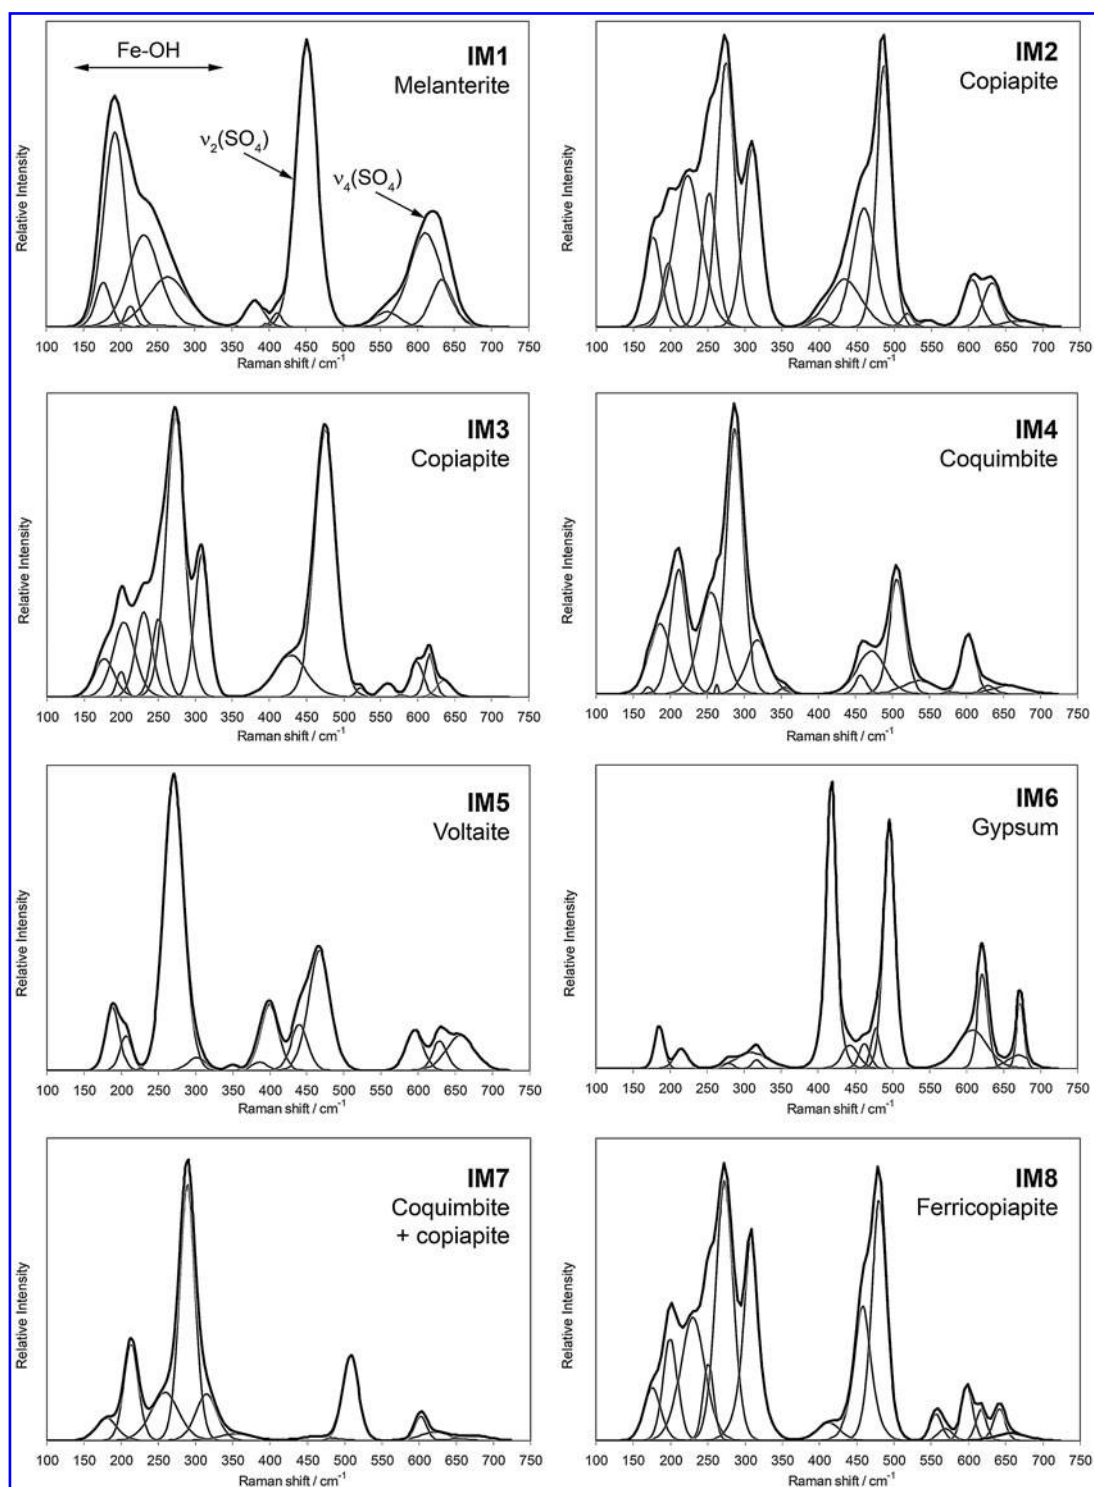 Fe-OH
IM1
Melanterite
ν2(SO4)
ν4(SO4)
Relative Intensity
100 150 200 250 300 350 400 450 500 550 600 650 700 750
Raman shift / cm-1
IM2
Copiapite
Relative Intensity
100 150 200 250 300 350 400 450 500 550 600 650 700 750
Raman shift / cm-1
IM3
Copiapite
Relative Intensity
100 150 200 250 300 350 400 450 500 550 600 650 700 750
Raman shift / cm-1
IM4
Coquimbite
Relative Intensity
100 150 200 250 300 350 400 450 500 550 600 650 700 750
Raman shift / cm-1
IM5
Voltaite
Relative Intensity
100 150 200 250 300 350 400 450 500 550 600 650 700 750
Raman shift / cm-1
IM6
Gypsum
Relative Intensity
100 150 200 250 300 350 400 450 500 550 600 650 700 750
Raman shift / cm-1
IM7
Coquimbite
+ copiapite
Relative Intensity
100 150 200 250 300 350 400 450 500 550 600 650 700 750
Raman shift / cm-1
IM8
Ferricopiapite
Relative Intensity
100 150 200 250 300 350 400 450 500 550 600 650 700 750
Raman shift / cm-1